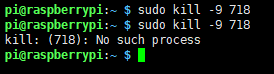 pi@raspberrypi:~ $ sudo kill -9 718
pi@raspberrypi:~ $ sudo kill -9 718
kill: (718): No such process
pi@raspberrypi:~ $